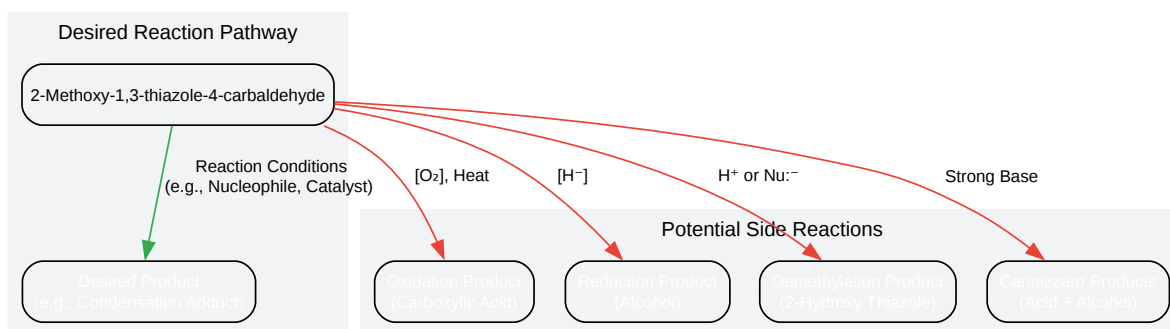 Desired Reaction Pathway
2-Methoxy-1,3-thiazole-4-carbaldehyde
Reaction Conditions
(e.g., Nucleophile, Catalyst)
[O₂], Heat
[H⁻]
H⁺ or Nu:⁻
Strong Base
Potential Side Reactions
Desired Product
(e.g., Condensation Adduct)
Oxidation Product
(Carboxylic Acid)
Reduction Product
(Alcohol)
Demethylation Product
(2-Hydroxy Thiazole)
Cannizzaro Products
(Acid + Alcohol)